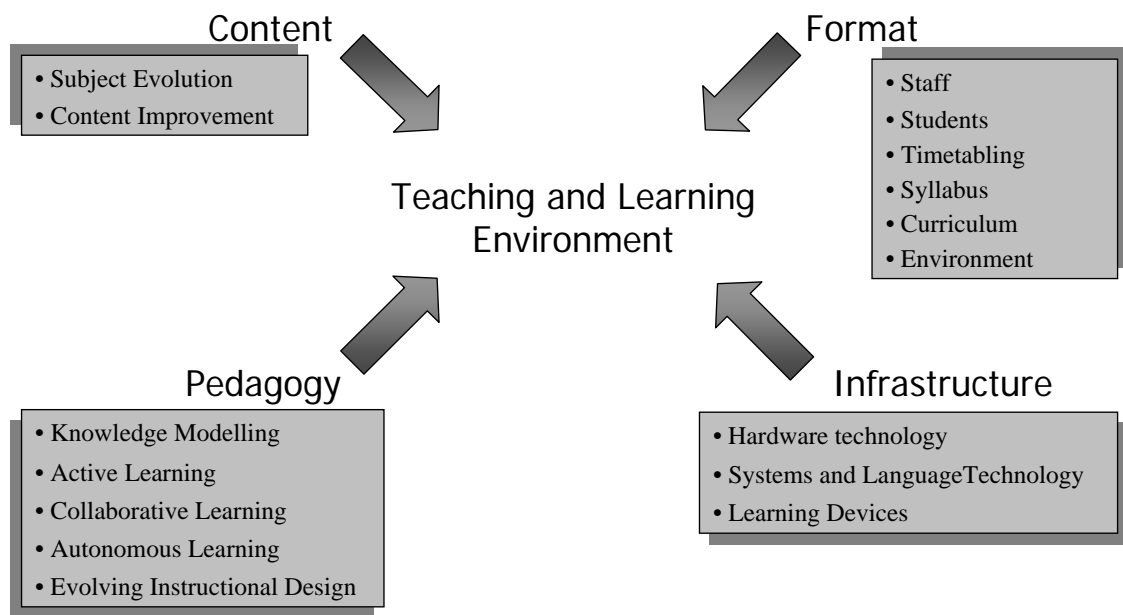 Content
• Subject Evolution
• Content Improvement
Format
• Staff
• Students
• Timetabling
• Syllabus
• Curriculum
• Environment
Teaching and Learning
Environment
Pedagogy
• Knowledge Modelling
• Active Learning
• Collaborative Learning
• Autonomous Learning
• Evolving Instructional Design
Infrastructure
• Hardware technology
• Systems and LanguageTechnology
• Learning Devices